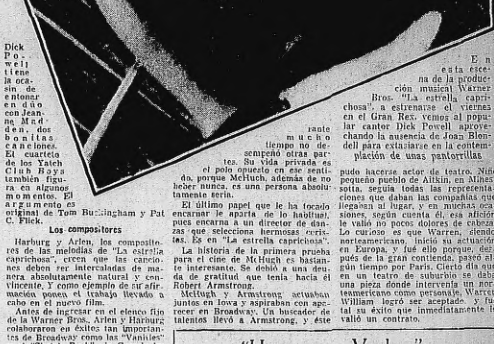 Dick
Po-
well
tiene
la oca-
sión de
entonar
en dúo
con Jean-
ne Mad-
den, dos
bonitas
canciones.
El cuarteto
de los Yatch
Club Boys
también figu-
ra en algunos
momentos. El
argumento es
original de Tom Buckingham y Pat
C. Flick.
Los compositores
Harburg y Arlen, los composito-
res de las melodías de "La estrella
caprichosa", creen que las cancio-
nes deben ser intercaladas de ma-
nera absolutamente natural y con-
vincente. Y como ejemplo de su afir-
mación ponen el trabajo llevado a
cabo en el nuevo film.
Antes de ingresar en el elenco fijo
de la Warner Bros., Arlen y Harburg
colaboraron en éxitos tan importan-
tes de Broadway como las "Vanities"
rante
mucho
tiempo no de-
sempeñó otras par-
tes. Su vida privada es
el polo opuesto en ese senti-
do, porque McHuch, además de no
beber nunca, es una persona absolu-
tamente seria.
El último papel que le ha tocado
encarnar le aparta de lo habitual,
pues encarna a un director de dan-
zas que selecciona hermosas
Es en "La estrella caprichosa".
La historia de la primera prueba
para el cine de McHugh es bastan-
te interesante. Se debió a una deu-
da de gratitud que tenía hacia él
Robert Armstrong.
McHugh y Armstrong actuaban
juntos en Iowa y aspiraban con apa-
recer en Broadway. Un buscador de
talentos llevó a Armstrong, y éste
En
esta esce-
na de la produc-
ción musical Warner
Bros. "La estrella capri-
chosa", a estrenarse el viernes
en el Gran Rex, vemos al popu-
lar cantor Dick Powell aprove-
chando la ausencia de Joan Blon-
dell para extasiarse en la contem-
plación de unas pantorrillas
pudo hacerse actor de teatro. Niño
pequeño pueblo de Aitkin, en Mines-
sotta, seguía todas las representa-
ciones que daban las compañías que
llegaban al lugar, y en muchas oca-
siones, según cuenta él, esa afición
le valió no pocos dolores de cabeza.
Lo curioso es que Warren, siendo
norteamericano, inició su actuación
en Europa, y fué ello porque, des-
pués de la gran contienda, paseó al-
gún tiempo por París. Cierto día que
en un teatro de suburbio se daba
una pieza donde intervenía un nor-
teamericano como personaje, Warren
William logró ser aceptado, y fu
tal su éxito que inmediatamente le
valió un contrato.